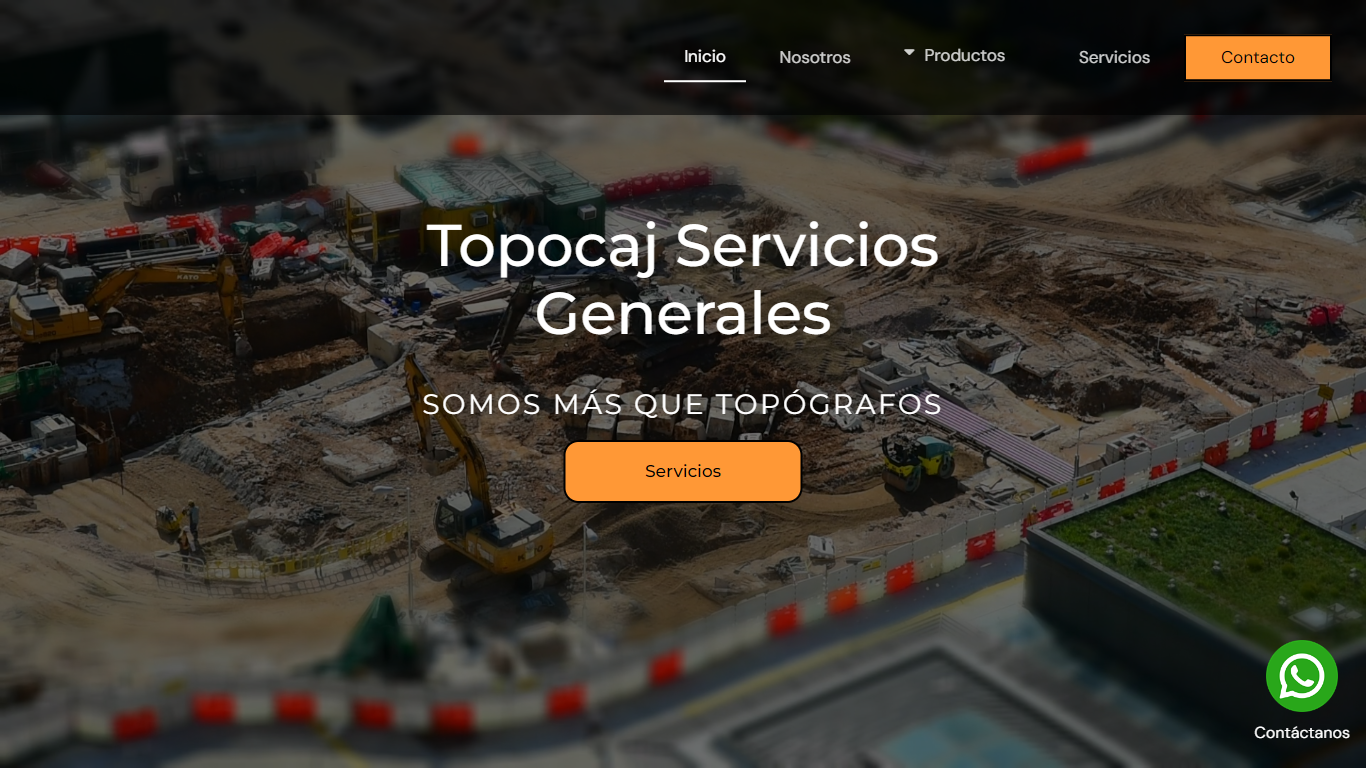 Inicio
Nosotros
Productos
Servicios
Contacto
KATO
Topocaj Servicios
Generales
SOMOS MÁS QUE TOPÓGRAFOS
Servicios
Contáctanos